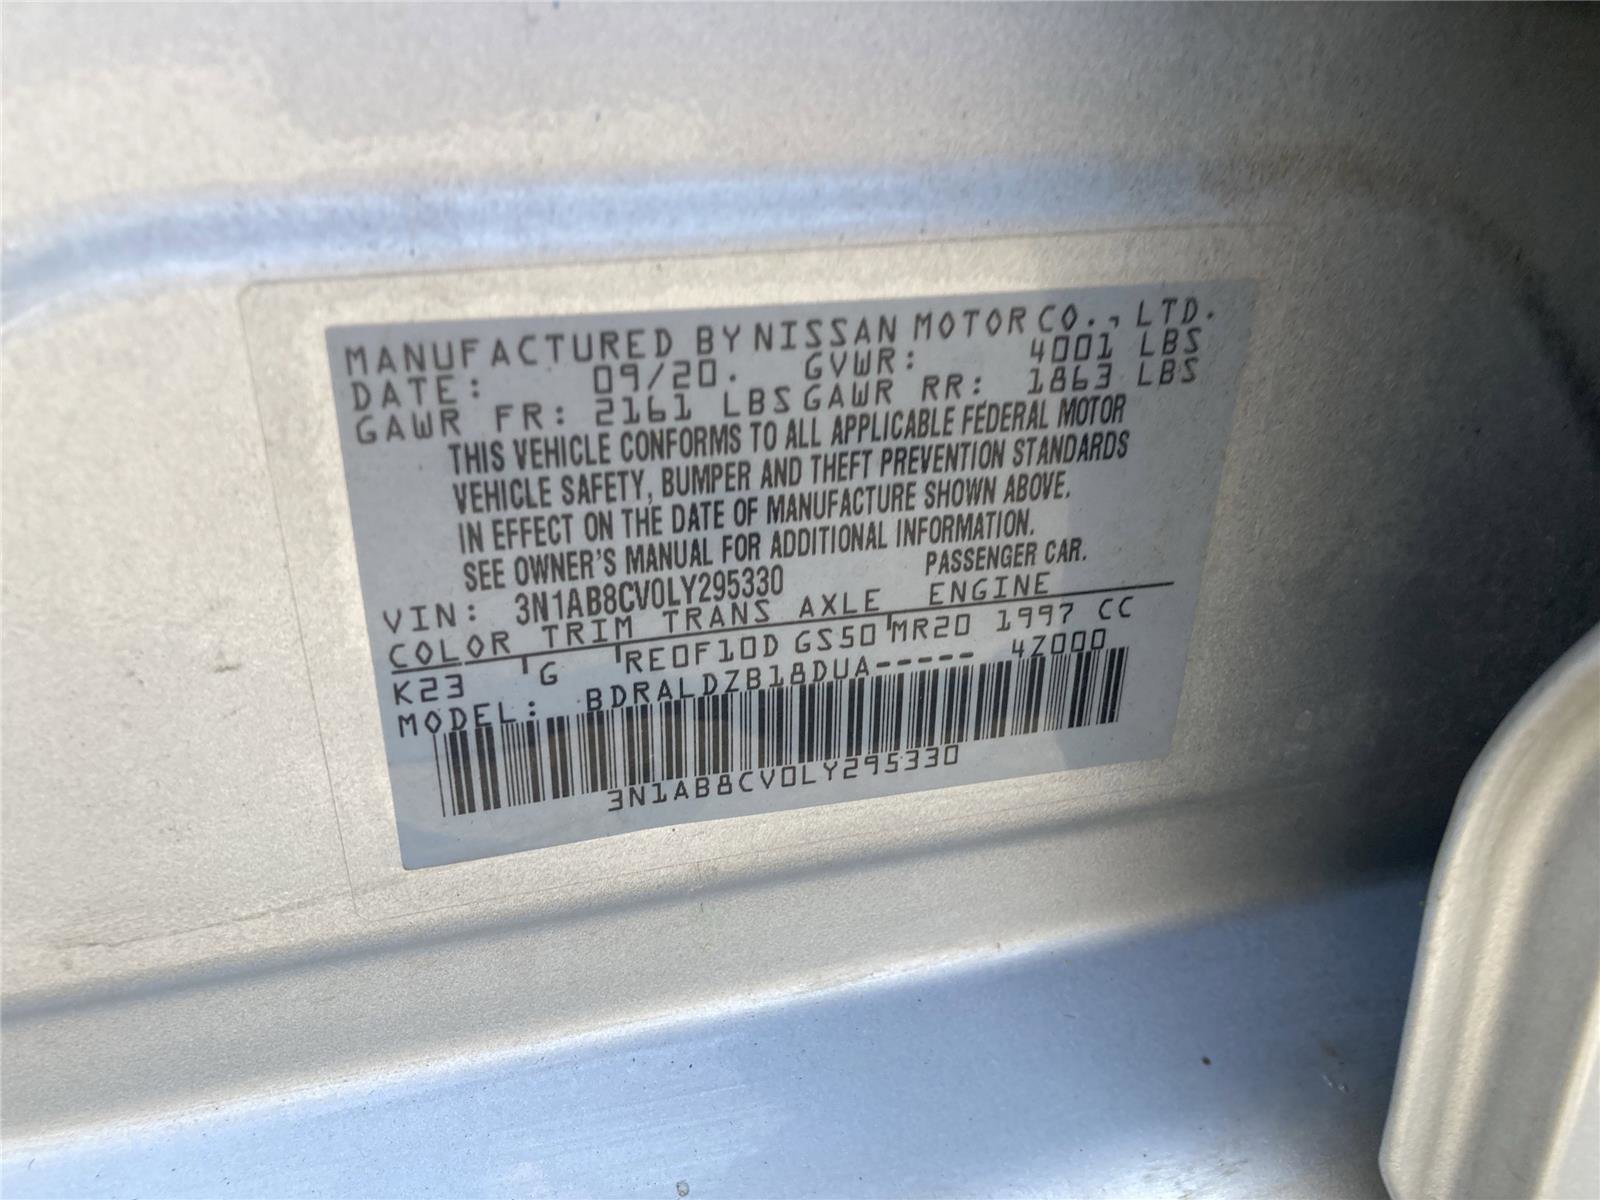 MANUFACTURED BY NISSAN MOTOR CO., LTD.
DATE: 09/20. GVWR: 4001 LBS
GAWR FR: 2161 LBS GAWR RR: 1863 LBS
THIS VEHICLE CONFORMS TO ALL APPLICABLE FEDERAL MOTOR
VEHICLE SAFETY, BUMPER AND THEFT PREVENTION STANDARDS
IN EFFECT ON THE DATE OF MANUFACTURE SHOWN ABOVE.
SEE OWNER'S MANUAL FOR ADDITIONAL INFORMATION.
VIN: 3N1AB8CV0LY295330 PASSENGER CAR.
COLOR TRIM TRANS AXLE ENGINE
K23 G RE0F10D GS50 MR20 1997 CC
MODEL: BDRALDZB18DUA----- 4Z000
3N1AB8CV0LY295330